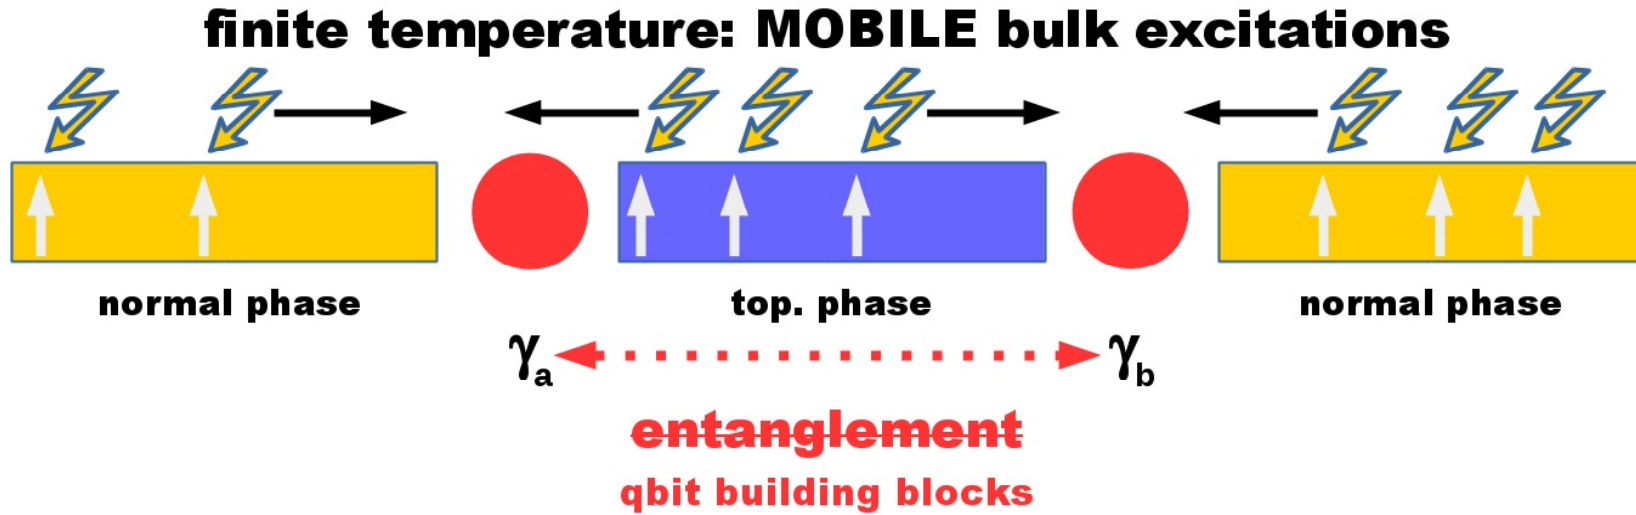 finite temperature: MOBILE bulk excitations
normal phase
top. phase
normal phase
γa
γb
entanglement
qbit building blocks